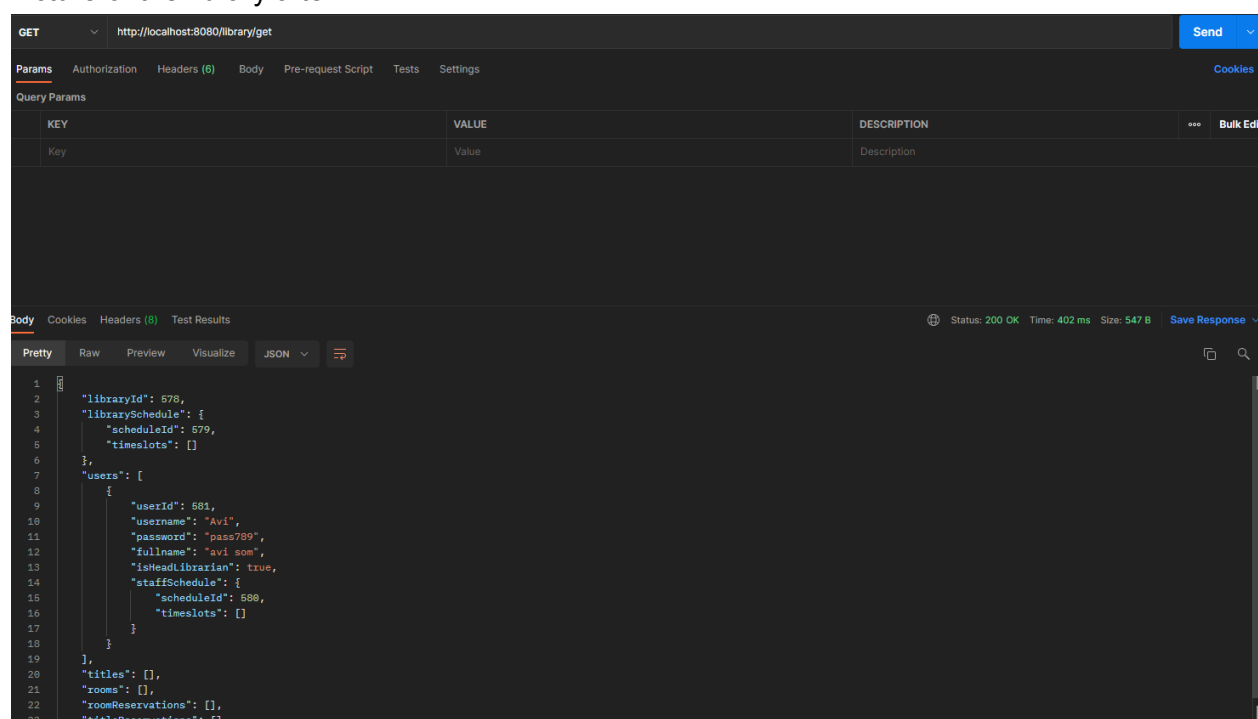 GET http://localhost:8080/library/get Send
Params Authorization Headers (6) Body Pre-request Script Tests Settings Cookies
Query Params
KEY VALUE DESCRIPTION ooo Bulk Edi
Key Value Description
Body Cookies Headers (8) Test Results Status: 200 OK Time: 402 ms Size: 547 B Save Response
Pretty Raw Preview Visualize JSON
1 {
2 "libraryId": 578,
3 "librarySchedule": {
4 "scheduleId": 579,
5 "timeslots": []
6 },
7 "users": [
8 {
9 "userId": 581,
10 "username": "Avi",
11 "password": "pass789",
12 "fullname": "avi som",
13 "isHeadLibrarian": true,
14 "staffSchedule": {
15 "scheduleId": 580,
16 "timeslots": []
17 }
18 }
19 ],
20 "titles": [],
21 "rooms": [],
22 "roomReservations": [],